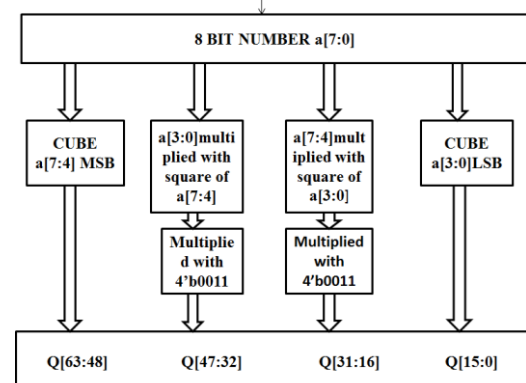 8 BIT NUMBER a[7:0]
CUBE
a[7:4] MSB
a[3:0]multi
plied with
square of
a[7:4]
a[7:4]mult
iplied with
square of
a[3:0]
CUBE
a[3:0]LSB
Multiplie
d with
4'b0011
Multiplied
with
4'b0011
Q[63:48] Q[47:32] Q[31:16] Q[15:0]